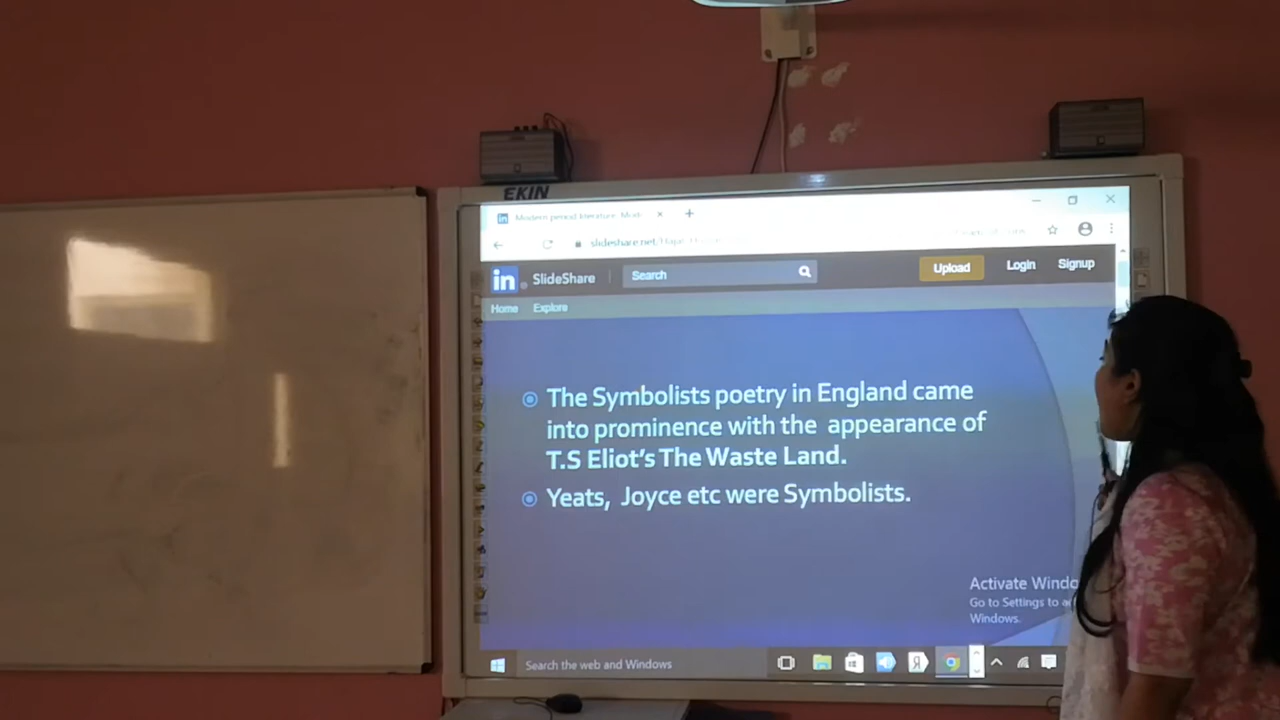 EKIN
Modern period literature. Mod
slideshare.net
in SlideShare Search Upload Login Signup
Home Explore
The Symbolists poetry in England came
into prominence with the appearance of
T.S Eliot's The Waste Land.
Yeats, Joyce etc were Symbolists.
Activate Windo
Go to Settings to a
Windows.
Search the web and Windows